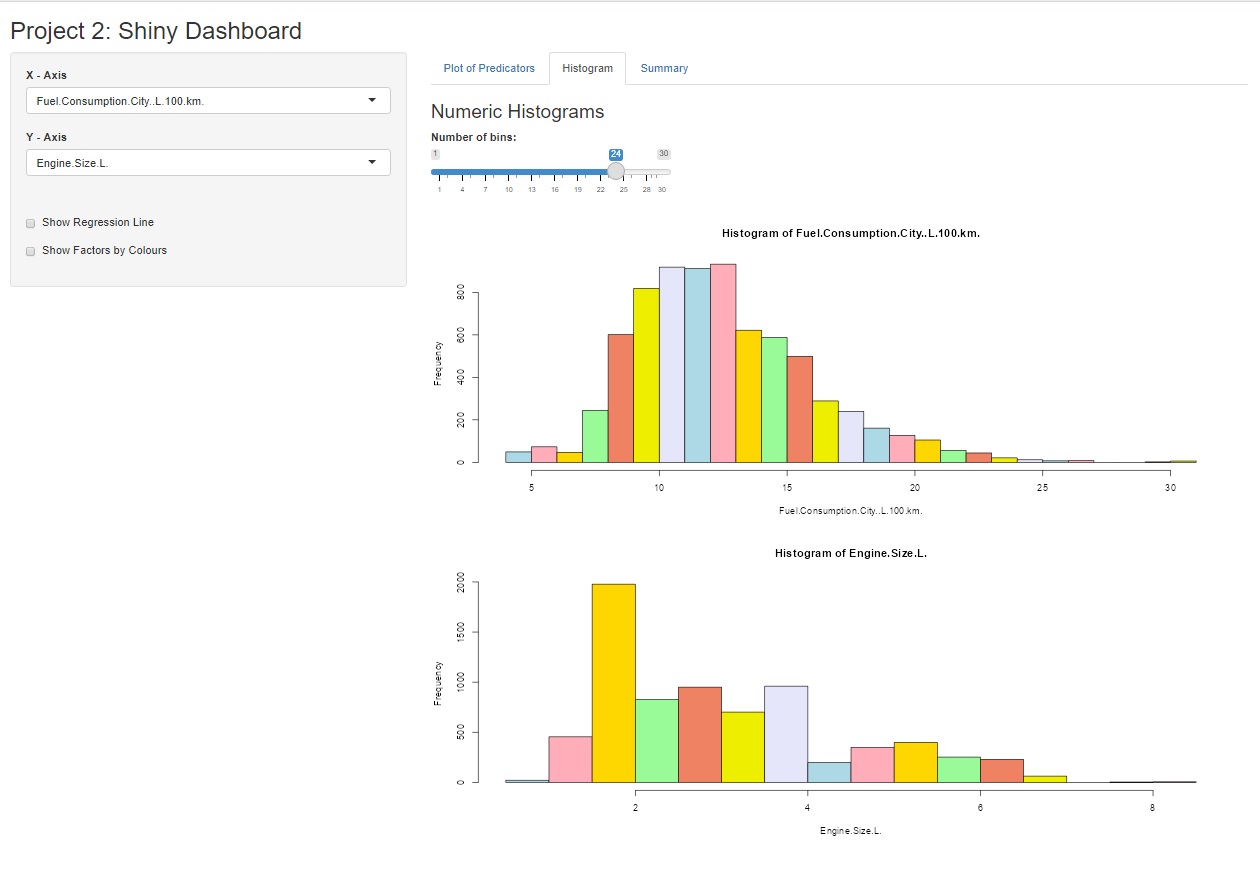 Project 2: Shiny Dashboard
X - Axis
Fuel.Consumption.City..L.100.km.
Y - Axis
Engine.Size.L.
Show Regression Line
Show Factors by Colours
Plot of Predicators
Histogram
Summary
Numeric Histograms
Number of bins:
1 24 30
1 4 7 10 13 16 19 22 25 28 30
Histogram of Fuel.Consumption.City..L.100.km.
Frequency
0 200 400 600 800
5 10 15 20 25 30
Fuel.Consumption.City..L.100.km.
Histogram of Engine.Size.L.
Frequency
0 500 1000 1500 2000
2 4 6 8
Engine.Size.L.